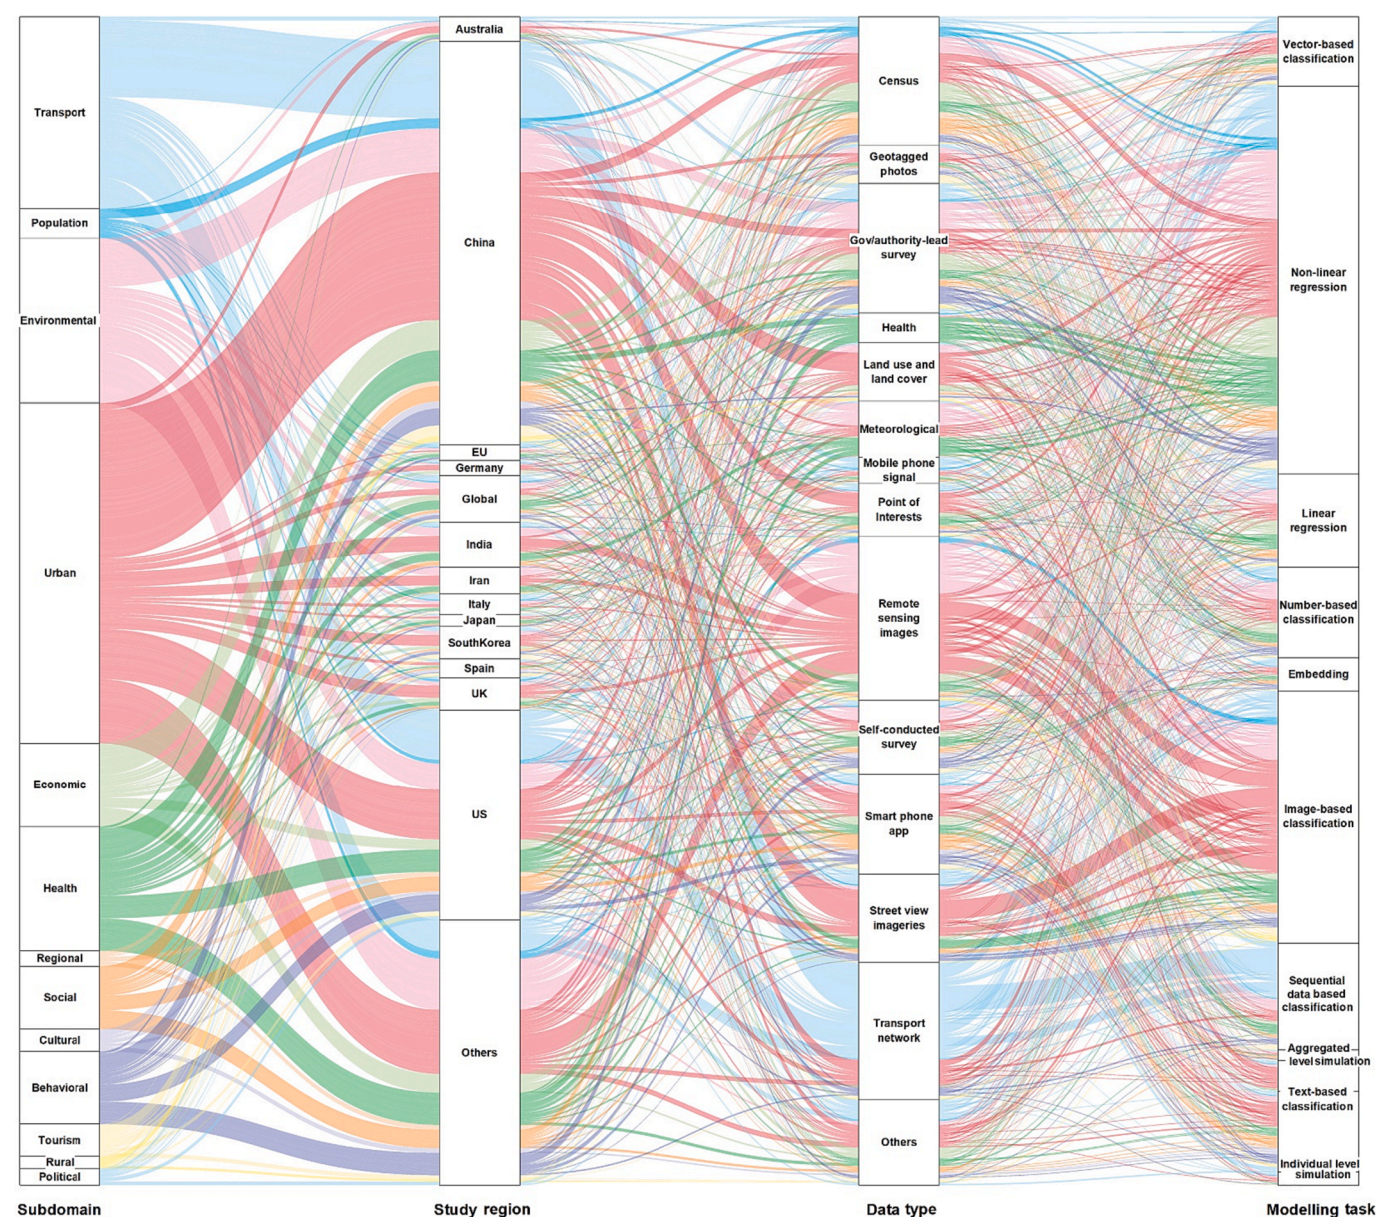 Transport
Population
Environmental
Urban
Economic
Health
Regional
Social
Cultural
Behavioral
Tourism
Rural
Political
Subdomain
Australia
China
EU
Germany
Global
India
Iran
Italy
Japan
SouthKorea
Spain
UK
US
Others
Study region
Census
Geotagged
photos
Gov/authority-lead
survey
Health
Land use and
land cover
Meteorological
Mobile phone
signal
Point of
Interests
Remote
sensing
images
Self-conducted
survey
Smart phone
app
Street view
imageries
Transport
network
Others
Data type
Vector-based
classification
Non-linear
regression
Linear
regression
Number-based
classification
Embedding
Image-based
classification
Sequential
data based
classification
Aggregated
level simulation
Text-based
classification
Individual level
simulation
Modelling task